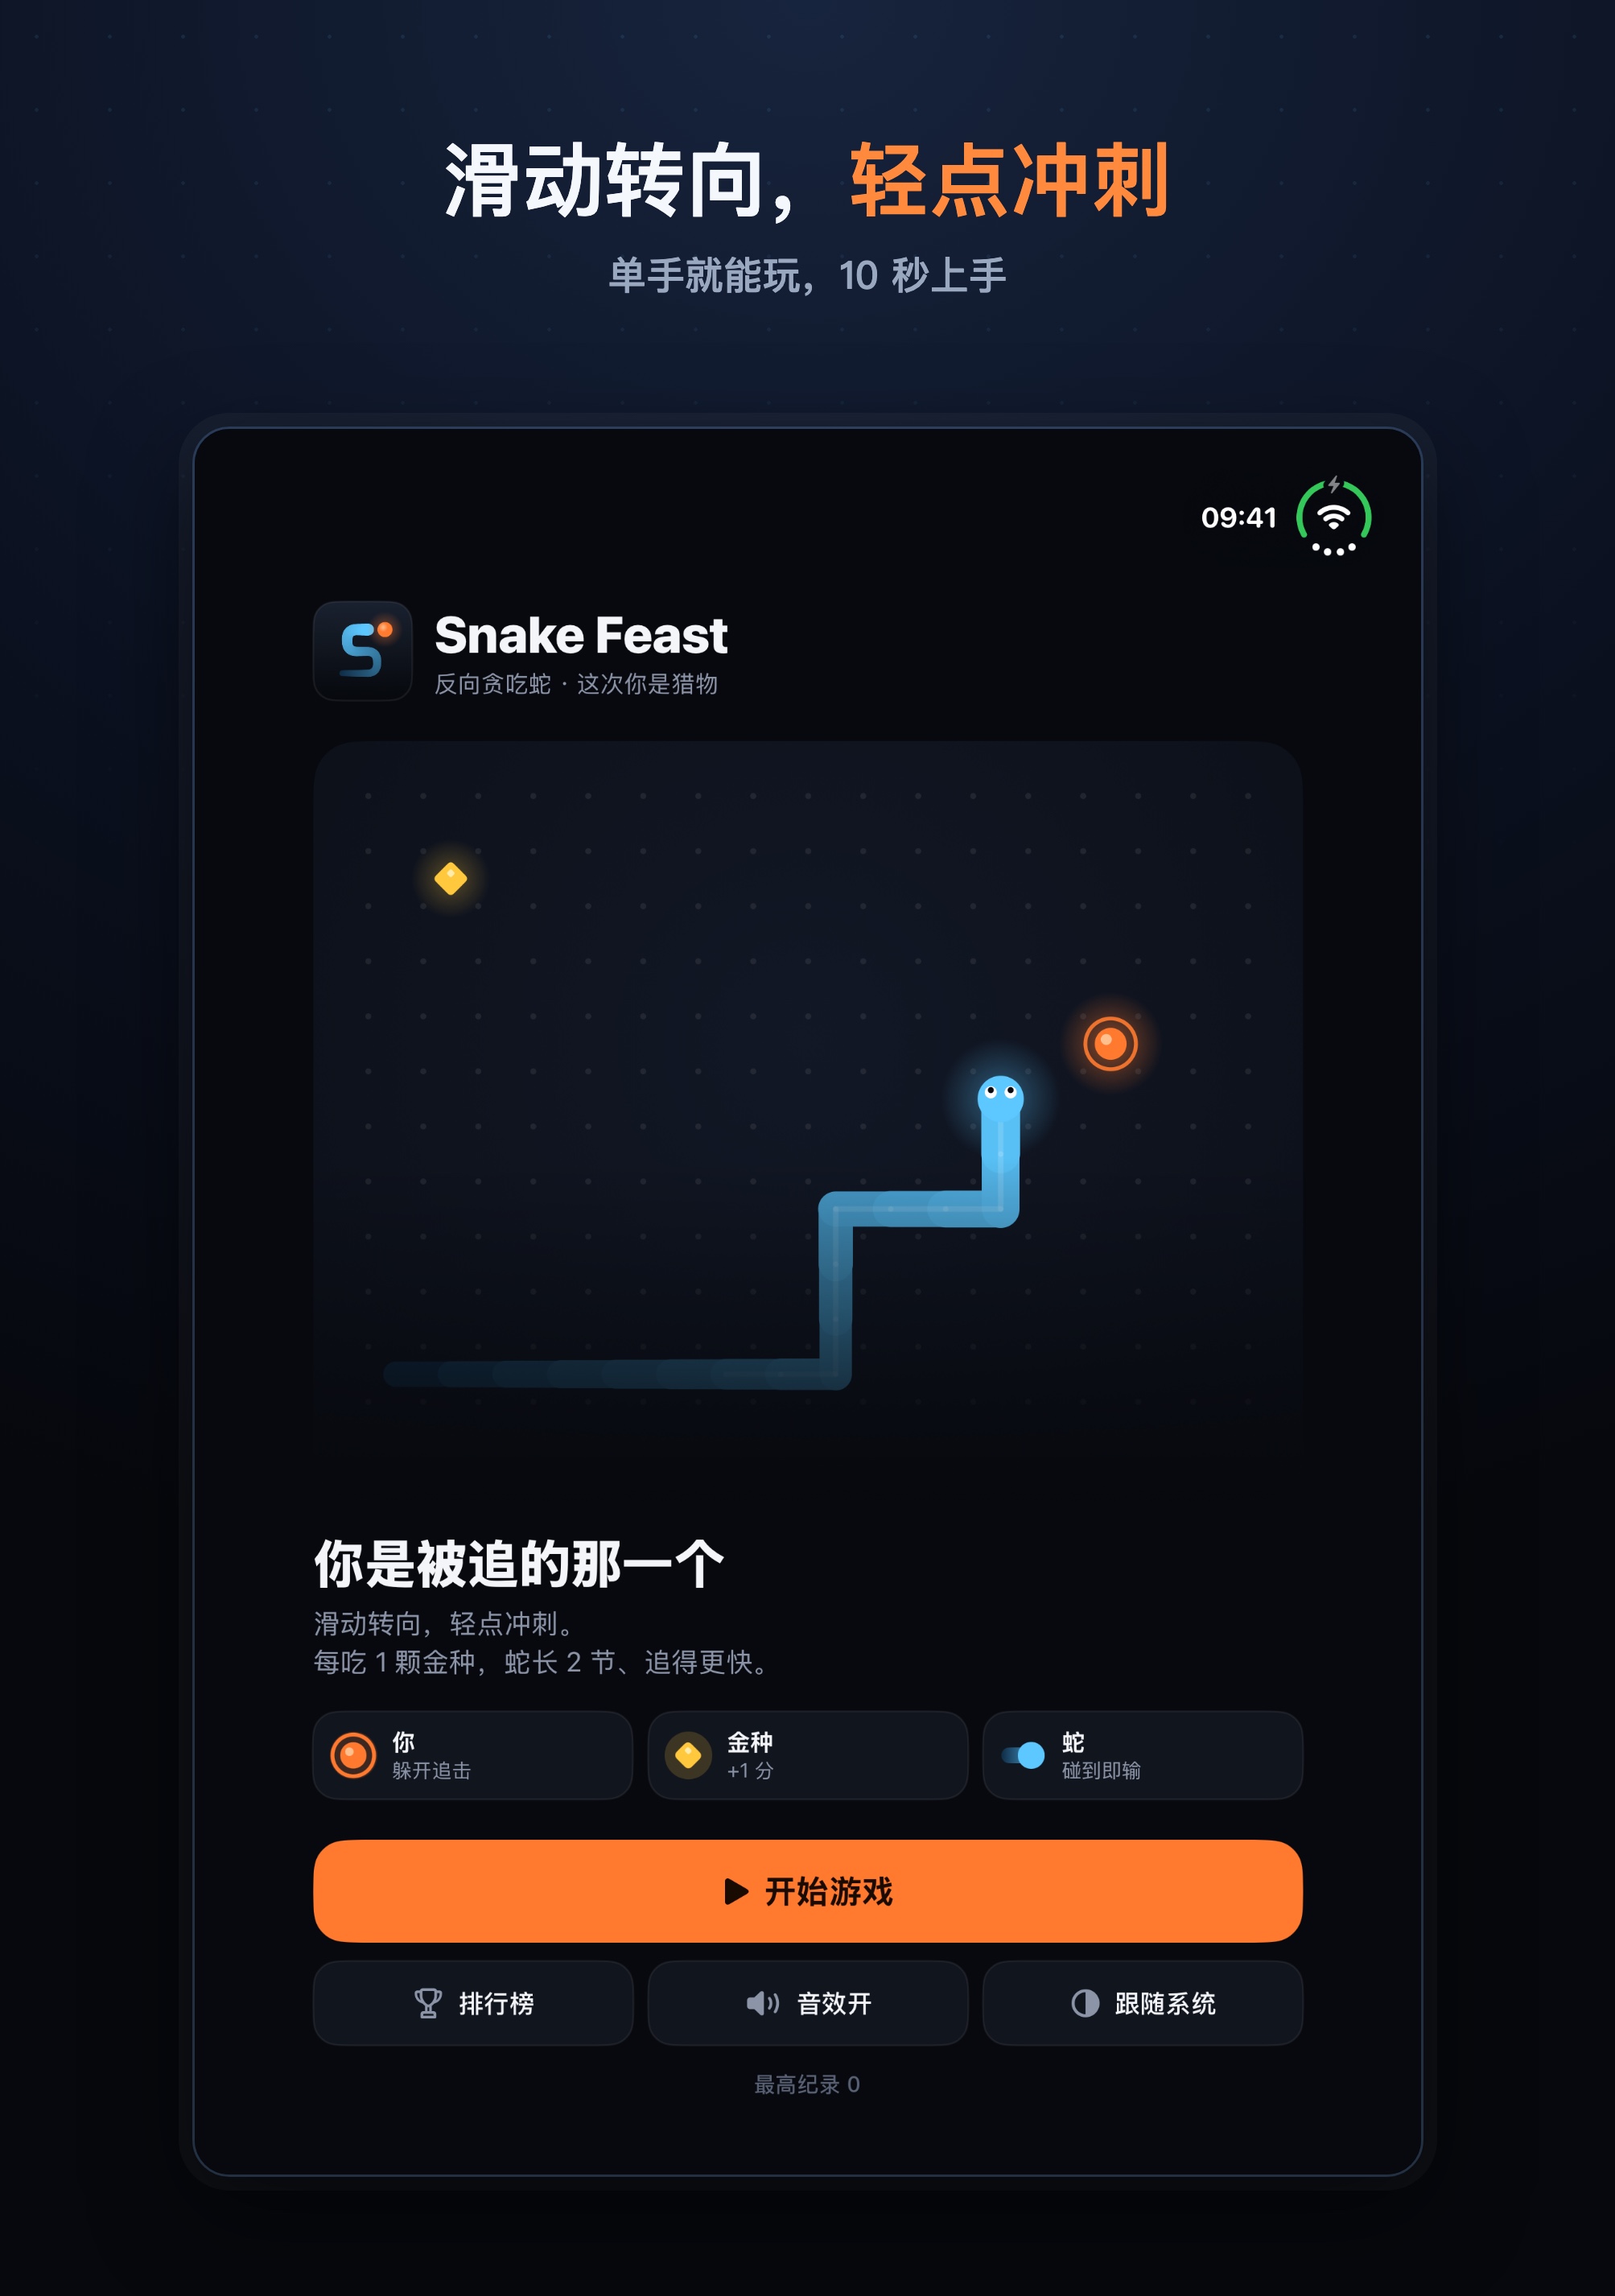 滑动转向，轻点冲刺
单手就能玩，10 秒上手
09:41
Snake Feast
反向贪吃蛇 · 这次你是猎物
你是被追的那一个
滑动转向，轻点冲刺。
每吃 1 颗金种，蛇长 2 节、追得更快。
你
躲开追击
金种
+1 分
蛇
碰到即输
开始游戏
排行榜
音效开
跟随系统
最高纪录 0